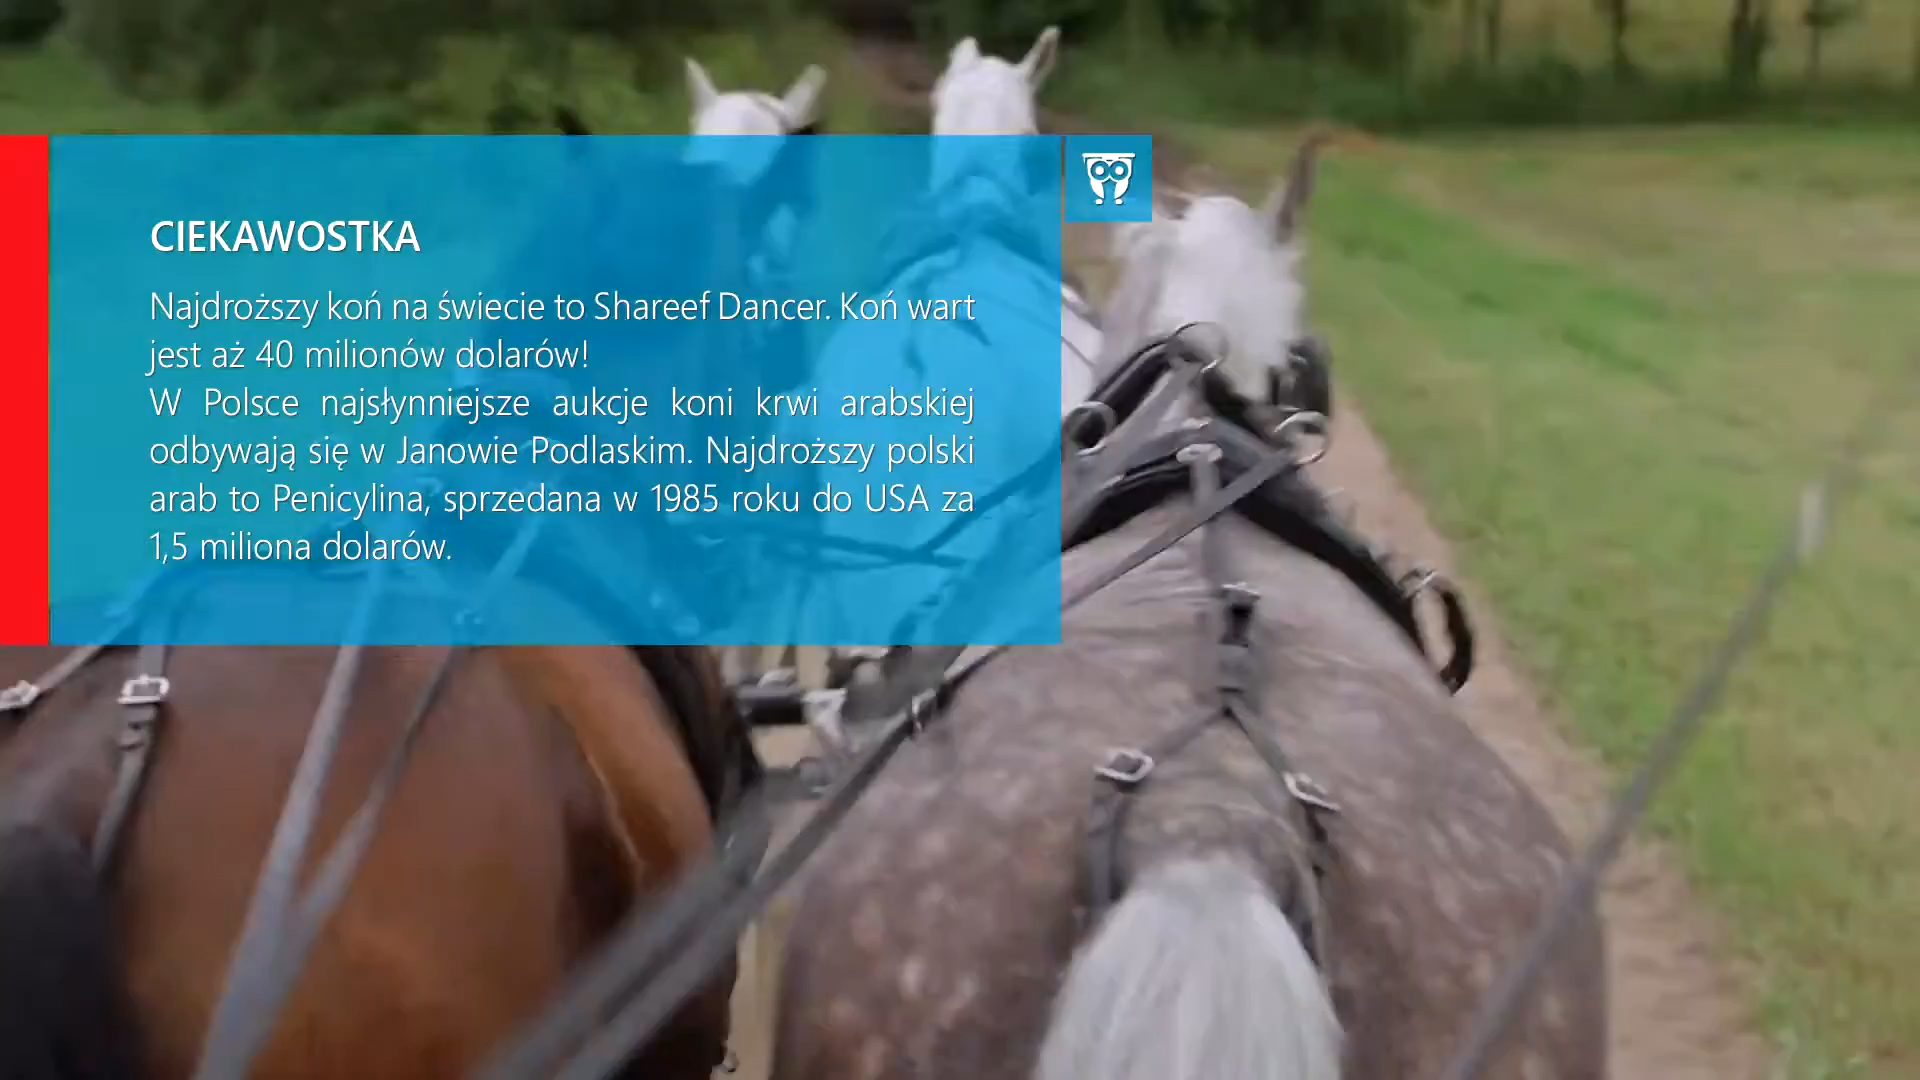 CIEKAWOSTKA
Najdroższy koń na świecie to Shareef Dancer. Koń wart
jest aż 40 milionów dolarów!
W Polsce najsłynniejsze aukcje koni krwi arabskiej
odbywają się w Janowie Podlaskim. Najdroższy polski
arab to Penicylina, sprzedana w 1985 roku do USA za
1,5 miliona dolarów.